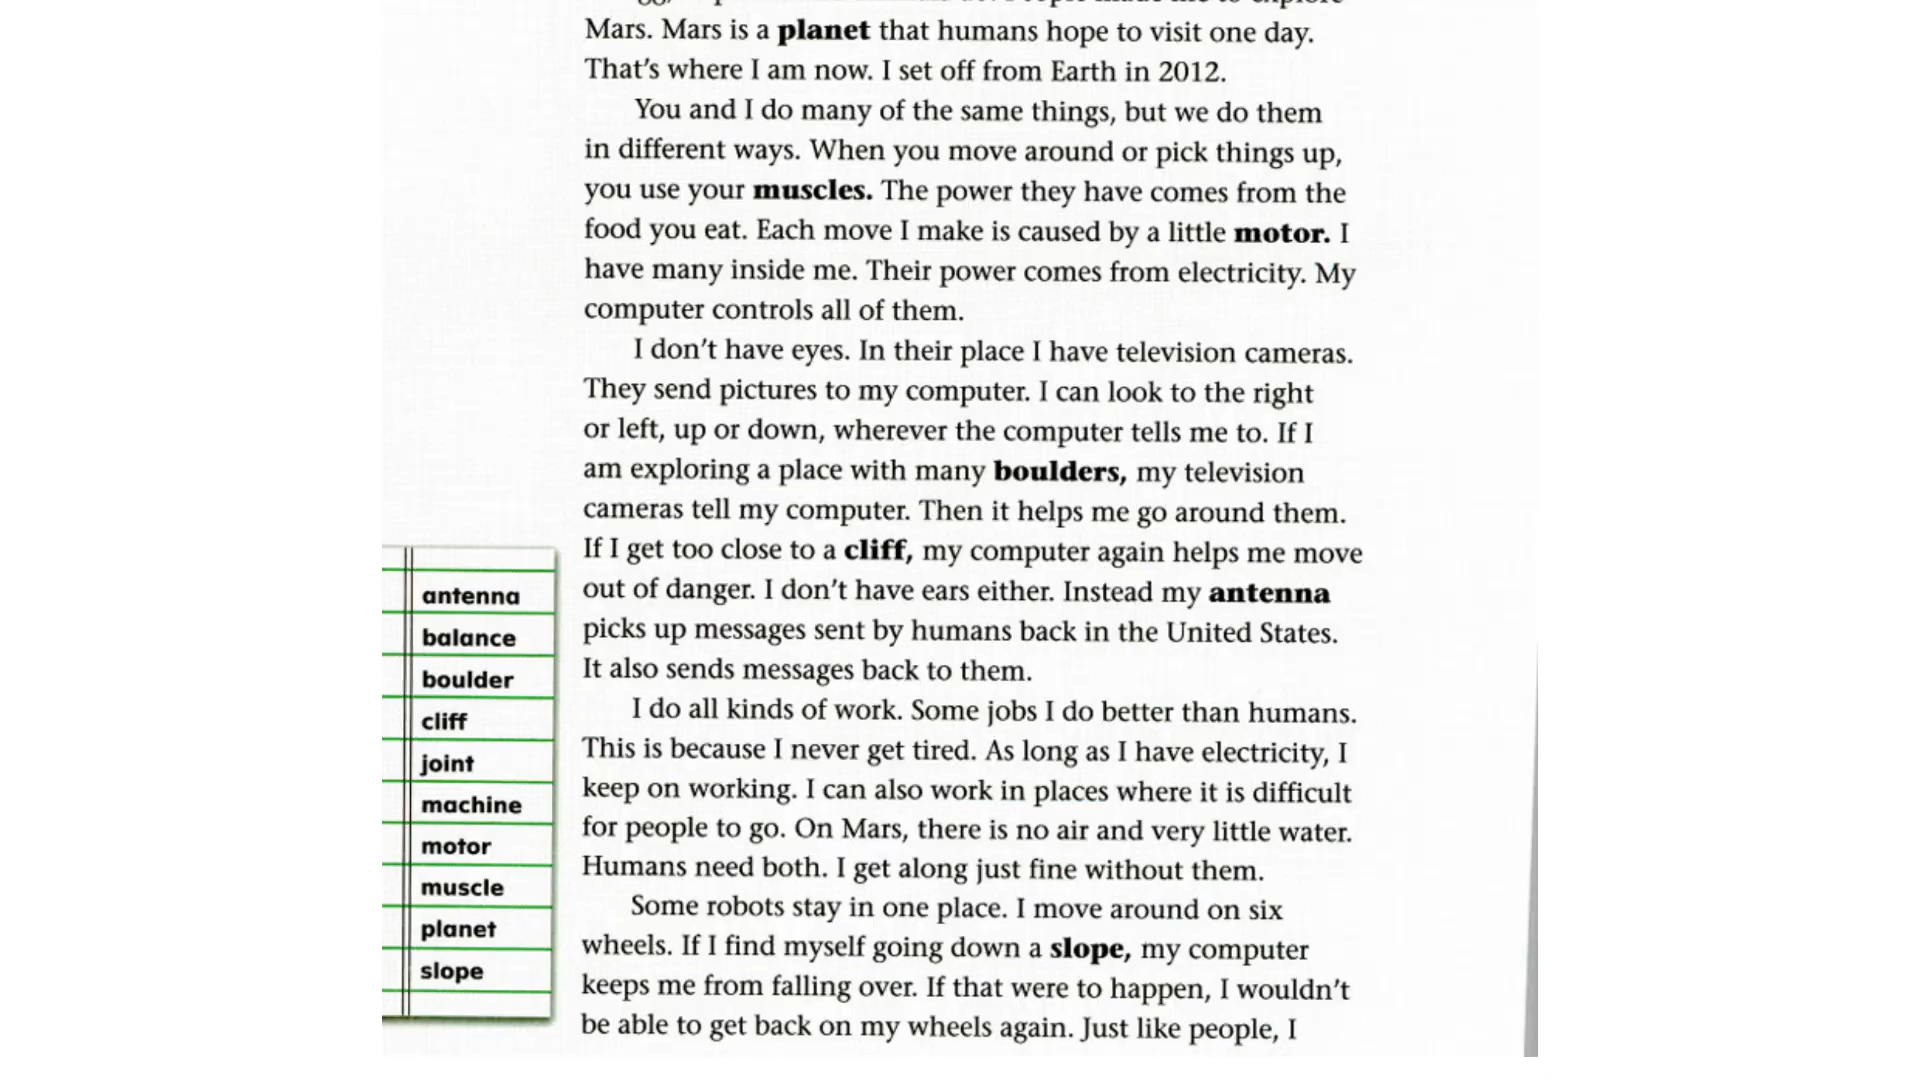 Mars. Mars is a planet that humans hope to visit one day.
That's where I am now. I set off from Earth in 2012.
You and I do many of the same things, but we do them
in different ways. When you move around or pick things up,
you use your muscles. The power they have comes from the
food you eat. Each move I make is caused by a little motor. I
have many inside me. Their power comes from electricity. My
computer controls all of them.
I don't have eyes. In their place I have television cameras.
They send pictures to my computer. I can look to the right
or left, up or down, wherever the computer tells me to. If I
am exploring a place with many boulders, my television
cameras tell my computer. Then it helps me go around them.
If I get too close to a cliff, my computer again helps me move
out of danger. I don't have ears either. Instead my antenna
picks up messages sent by humans back in the United States.
It also sends messages back to them.
I do all kinds of work. Some jobs I do better than humans.
This is because I never get tired. As long as I have electricity, I
keep on working. I can also work in places where it is difficult
for people to go. On Mars, there is no air and very little water.
Humans need both. I get along just fine without them.
Some robots stay in one place. I move around on six
wheels. If I find myself going down a slope, my computer
keeps me from falling over. If that were to happen, I wouldn't
be able to get back on my wheels again. Just like people, I
antenna
balance
boulder
cliff
joint
machine
motor
muscle
planet
slope